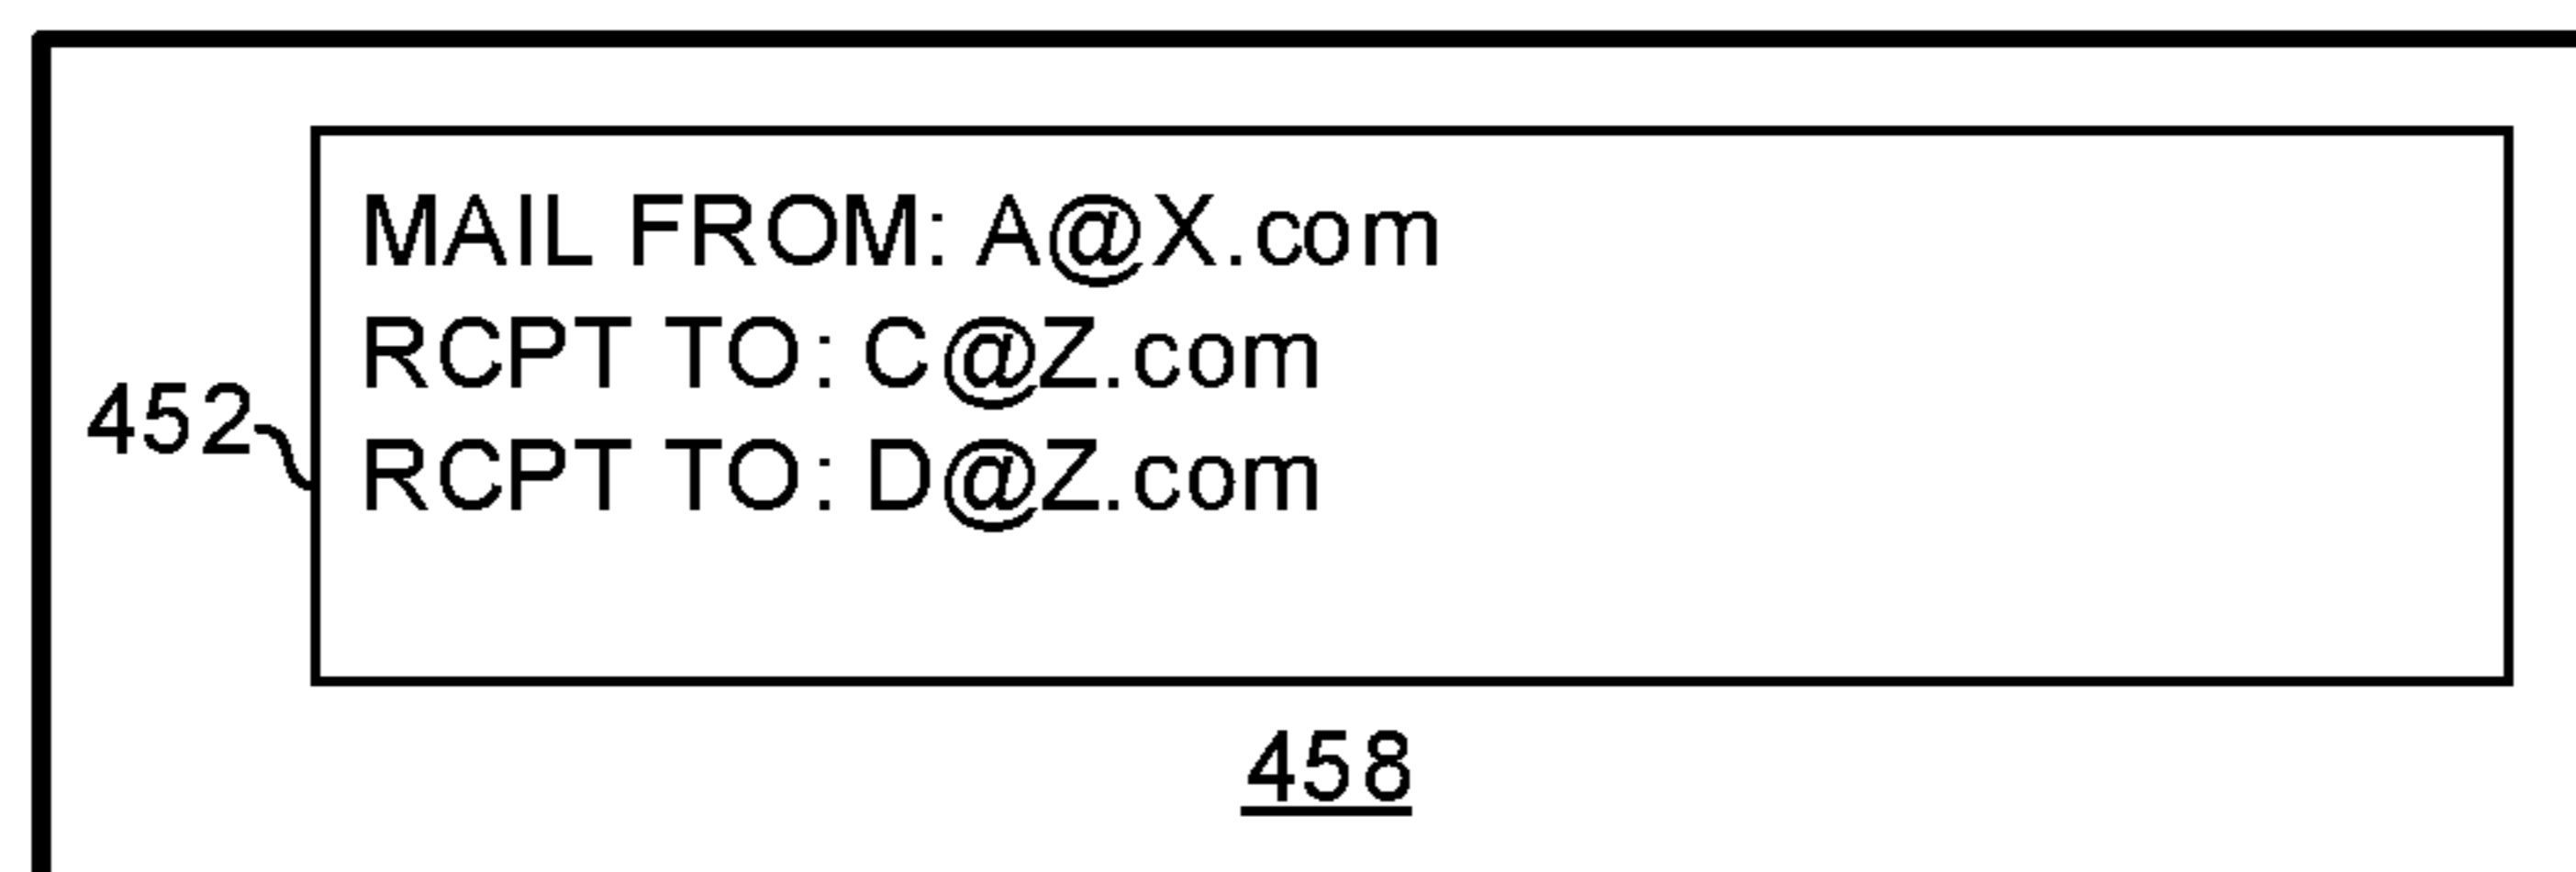 MAIL FROM: A@X.com
RCPT TO: C@Z.com
452
RCPT TO: D@Z.com
458